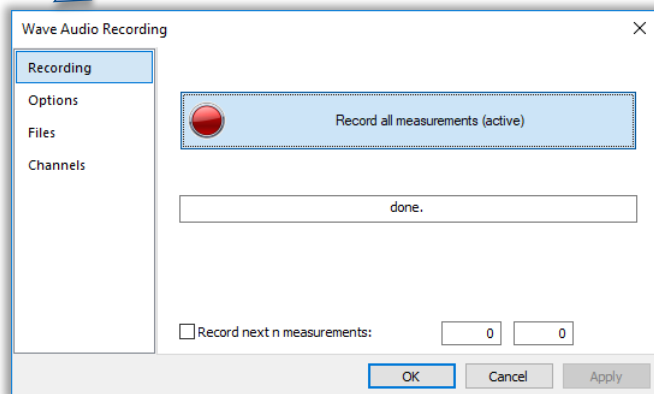 Wave Audio Recording
Recording
Options
Files
Channels
Record all measurements (active)
done.
Record next n measurements: 0 0
OK Cancel Apply